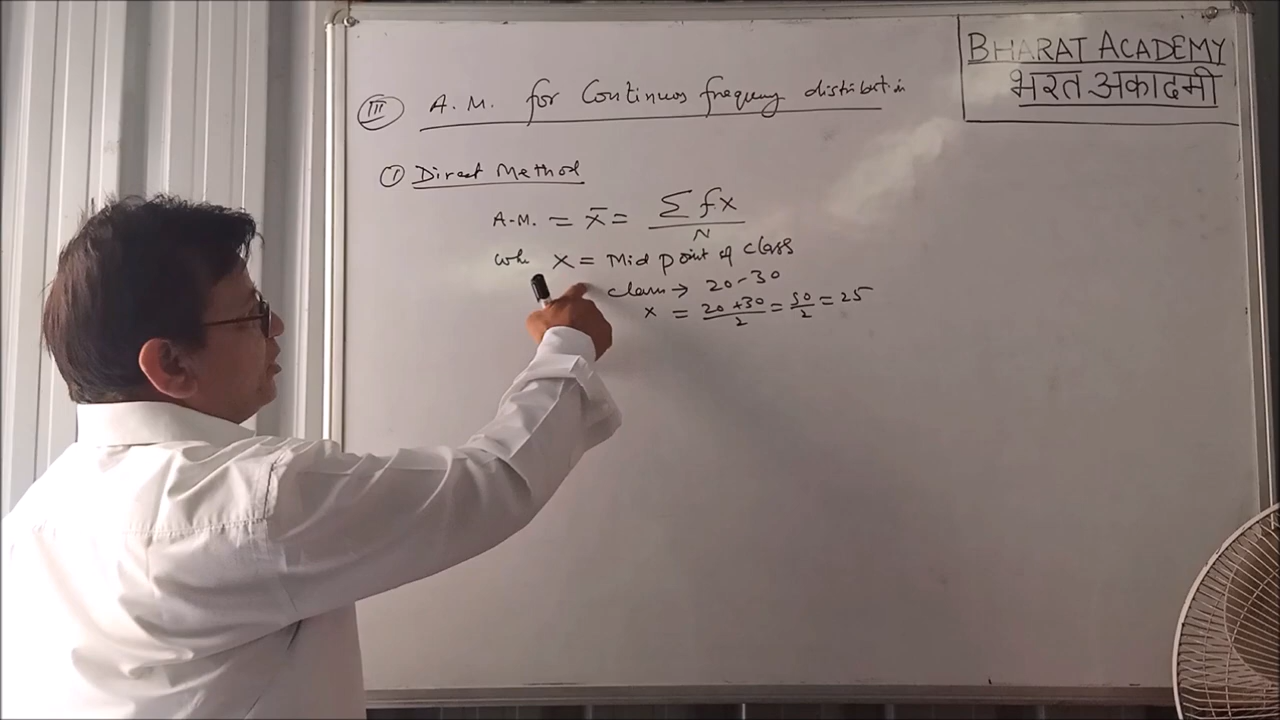 BHARAT ACADEMY
भरत अकादमी
III A.M. for Continuos frequency distribution
① Direct Method
A.M. = x̄ = Σfx / N
Whe x = Mid point of class
class → 20-30
x = 20+30 / 2 = 50 / 2 = 25